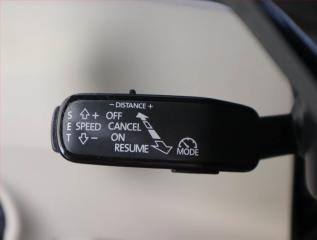 - DISTANCE +
S E T
+
SPEED
-
OFF
CANCEL
ON
RESUME
MODE